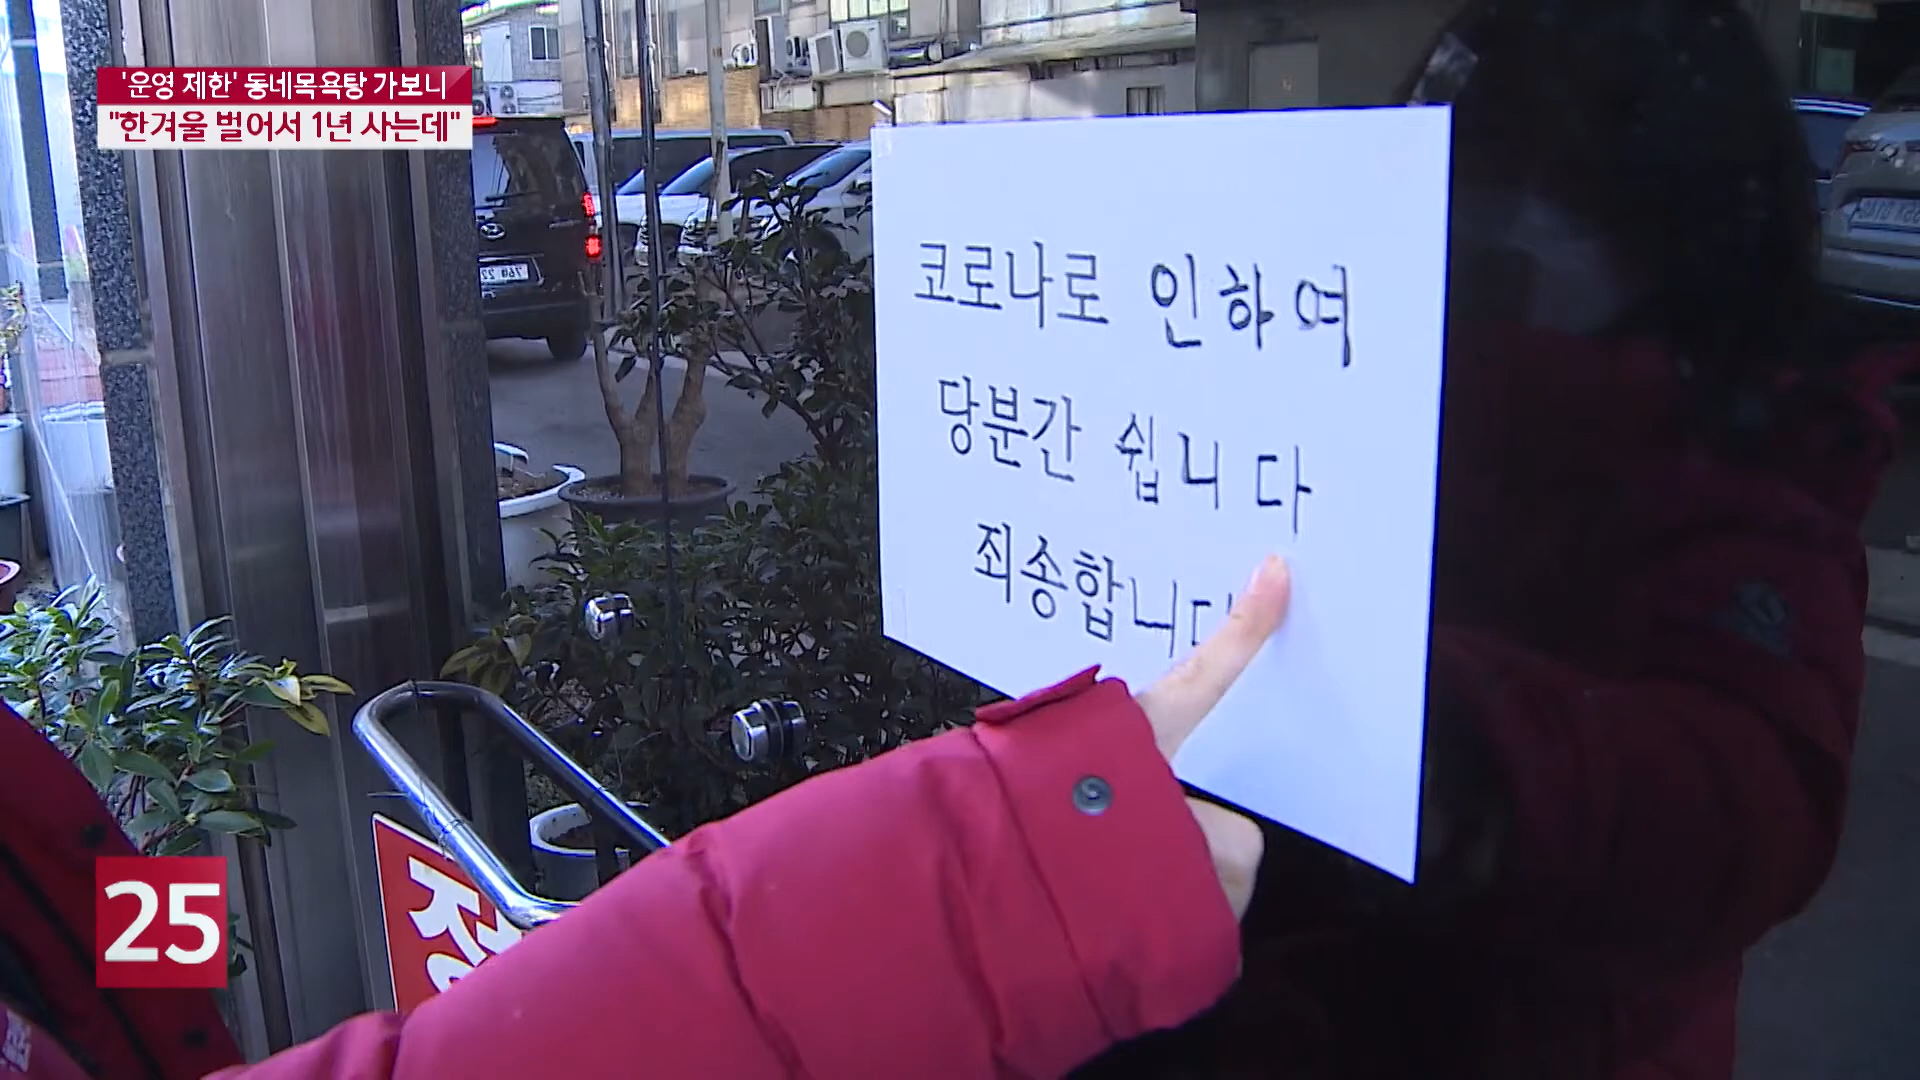 '운영 제한' 동네목욕탕 가보니
"한겨울 벌어서 1년 사는데"
코로나로 인하여
당분간 쉽니다
죄송합니다
25